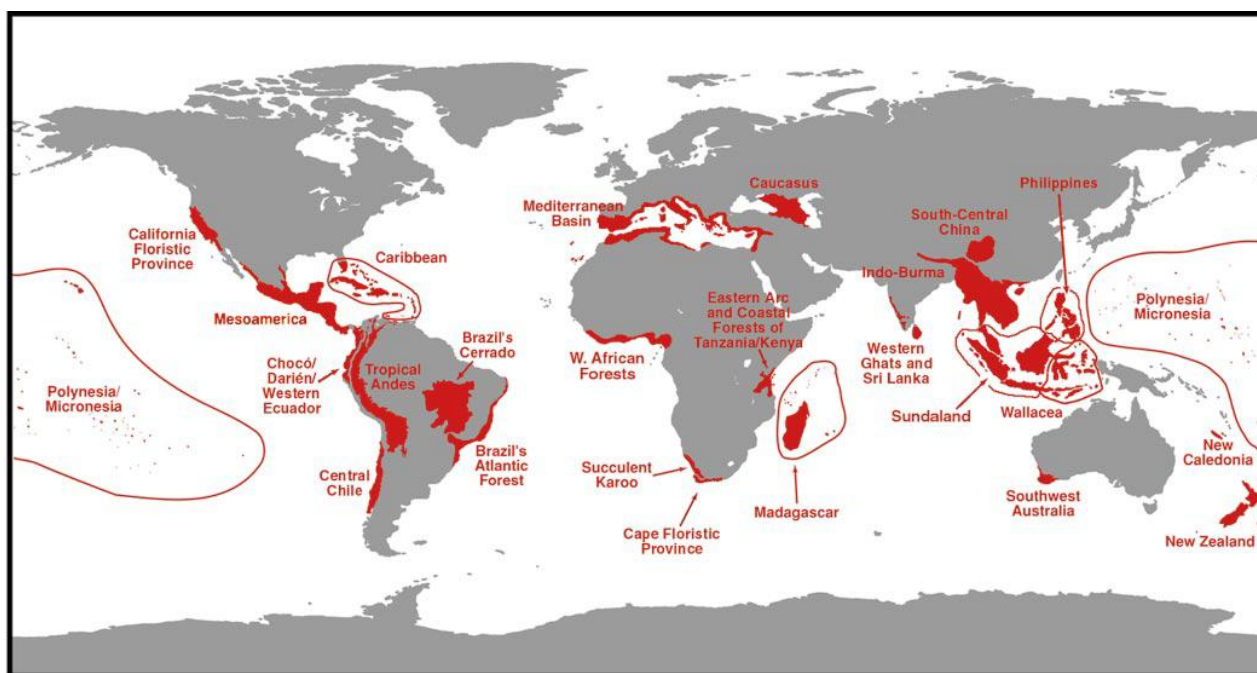 California
Floristic
Province
Mesoamerica
Caribbean
Polynesia/
Micronesia
Chocó/
Darién/
Western
Ecuador
Tropical
Andes
Brazil's
Cerrado
Central
Chile
Brazil's
Atlantic
Forest
Mediterranean
Basin
Caucasus
W. African
Forests
Eastern Arc
and Coastal
Forests of
Tanzania/Kenya
Succulent
Karoo
Cape Floristic
Province
Madagascar
Philippines
South-Central
China
Indo-Burma
Western
Ghats and
Sri Lanka
Sundaland
Wallacea
Polynesia/
Micronesia
New
Caledonia
Southwest
Australia
New Zealand